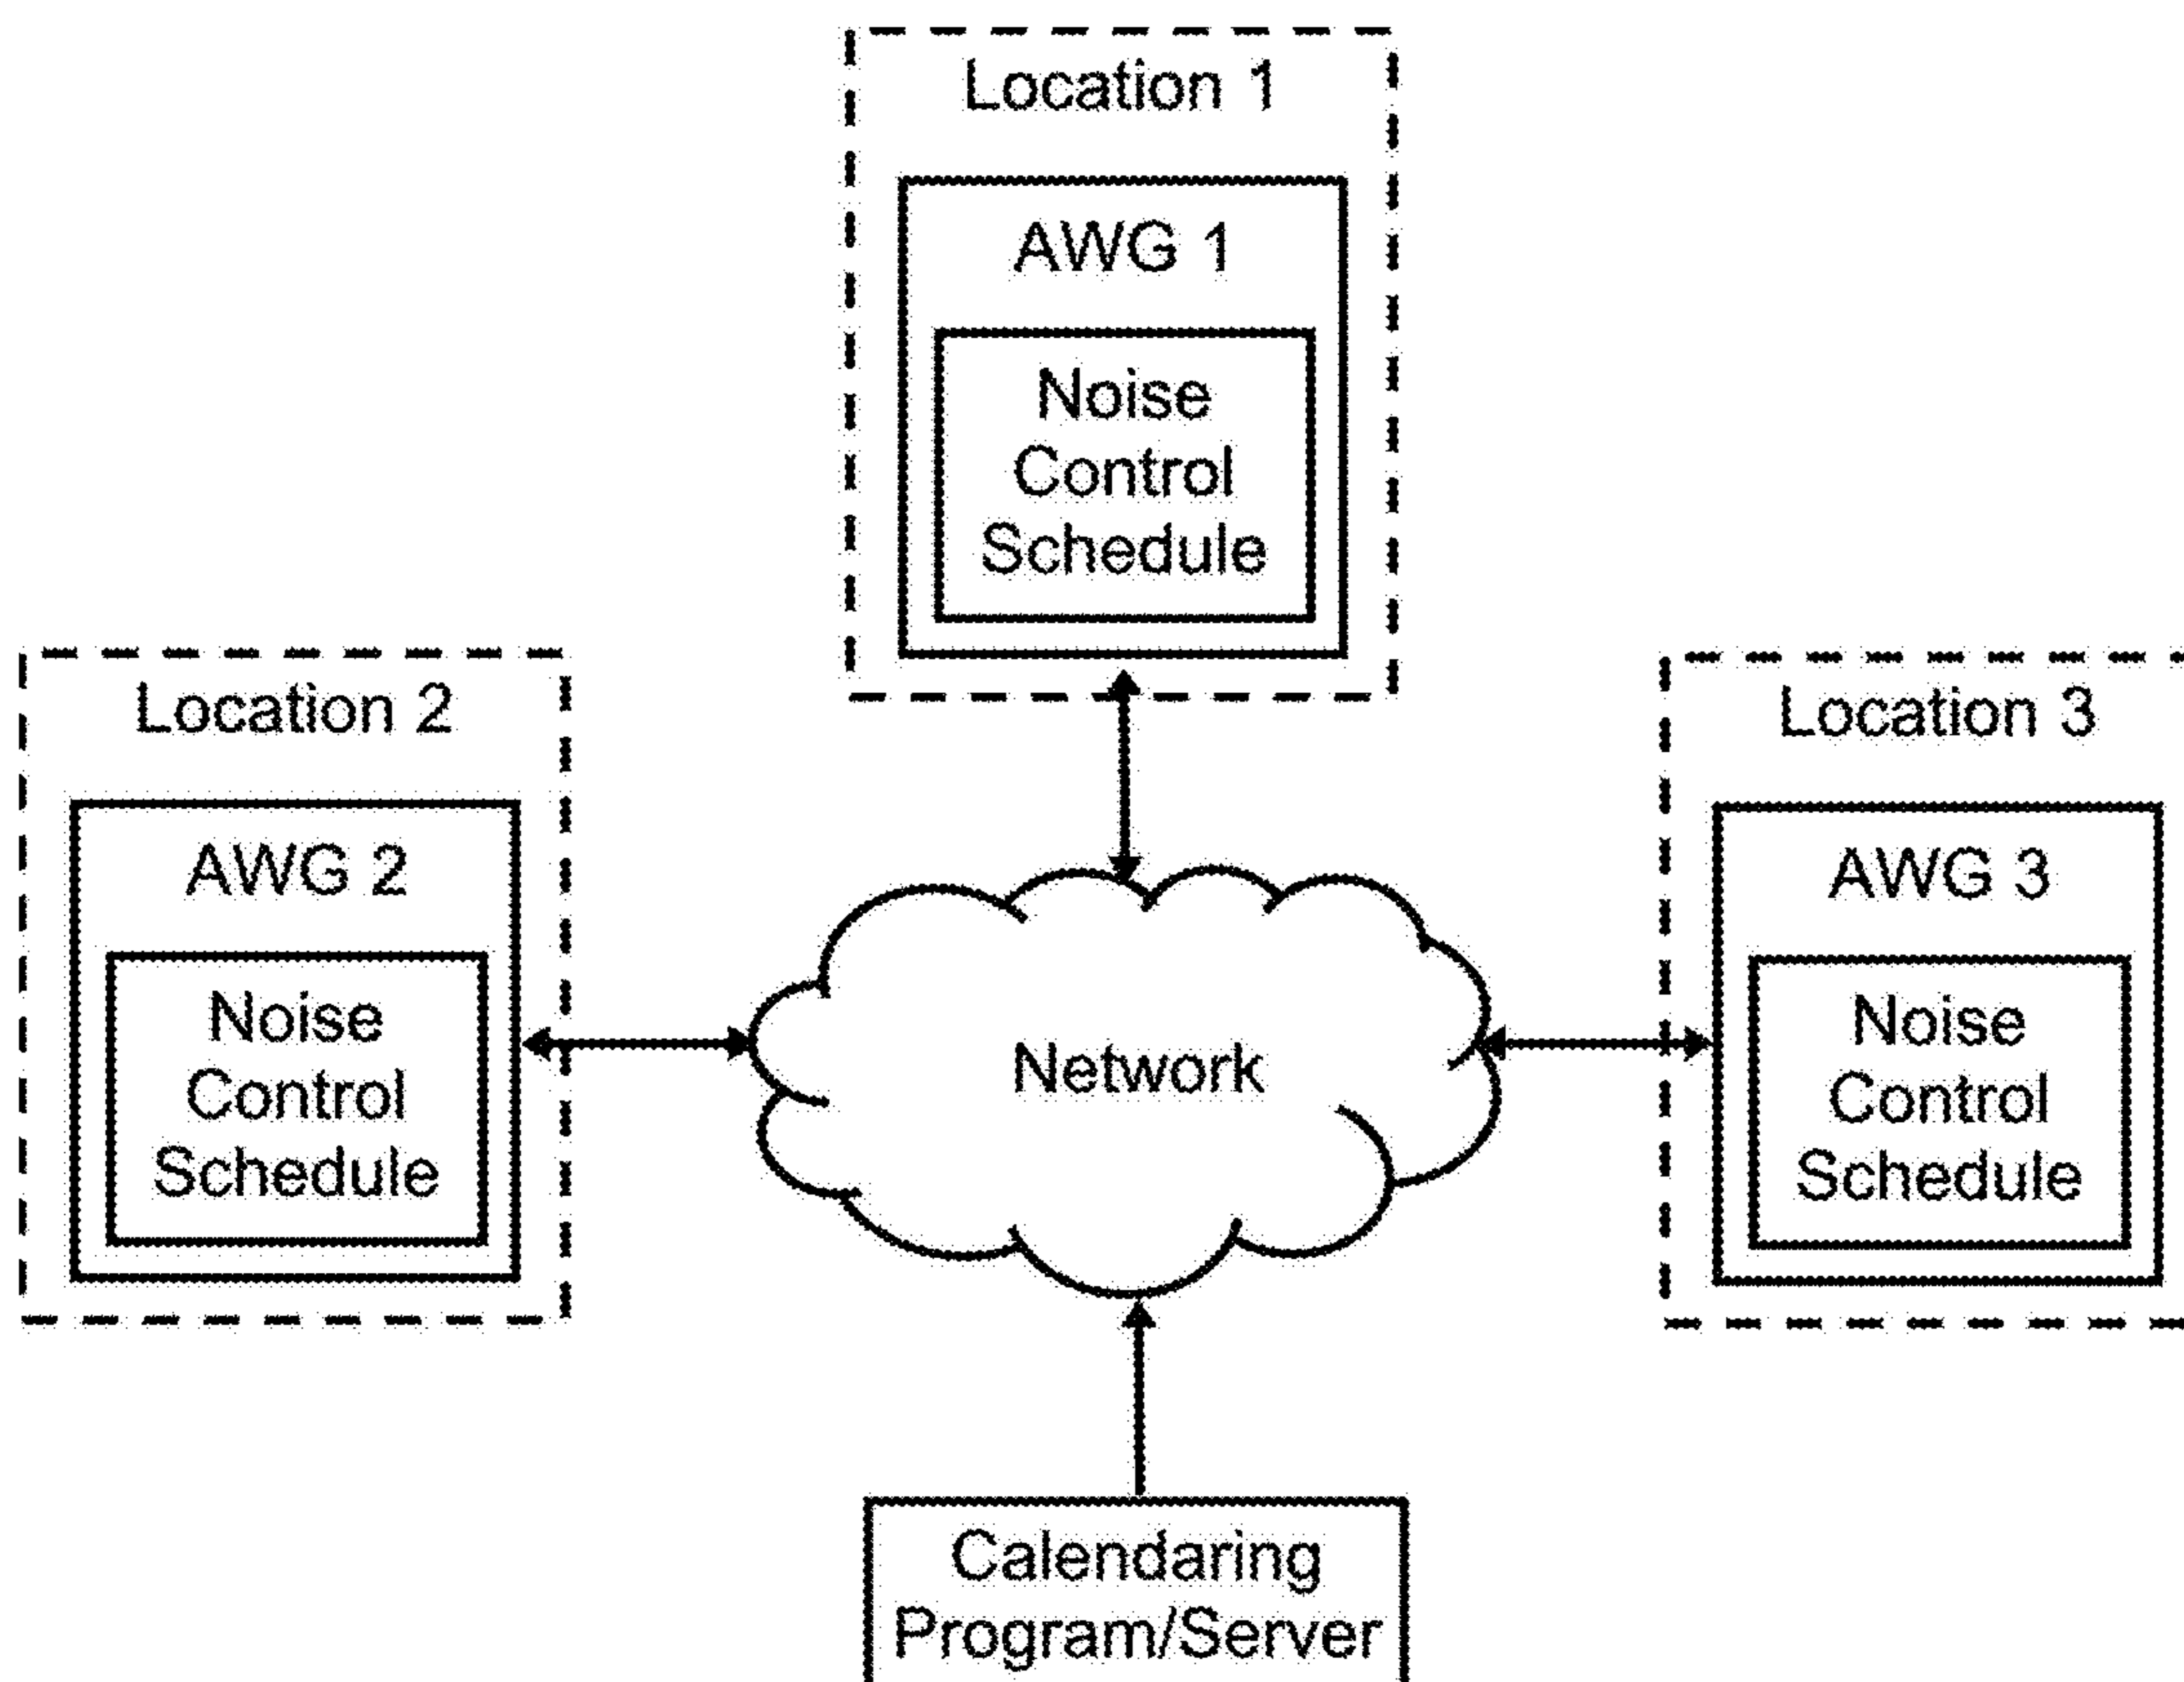 Location 1
AWG 1
Noise
Control
Schedule
Location 2
AWG 2
Noise
Control
Schedule
Location 3
AWG 3
Noise
Control
Schedule
Network
Calendaring
Program/Server